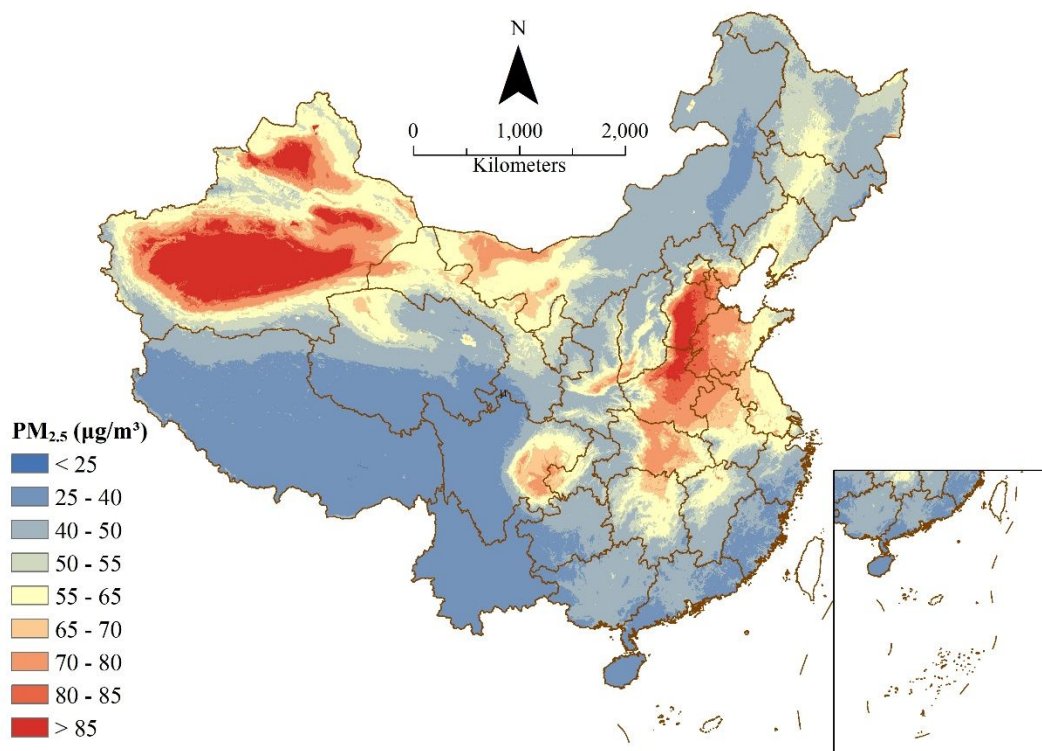 N
0 1,000 2,000
Kilometers
PM₂.₅ (µg/m³)
< 25
25 - 40
40 - 50
50 - 55
55 - 65
65 - 70
70 - 80
80 - 85
> 85